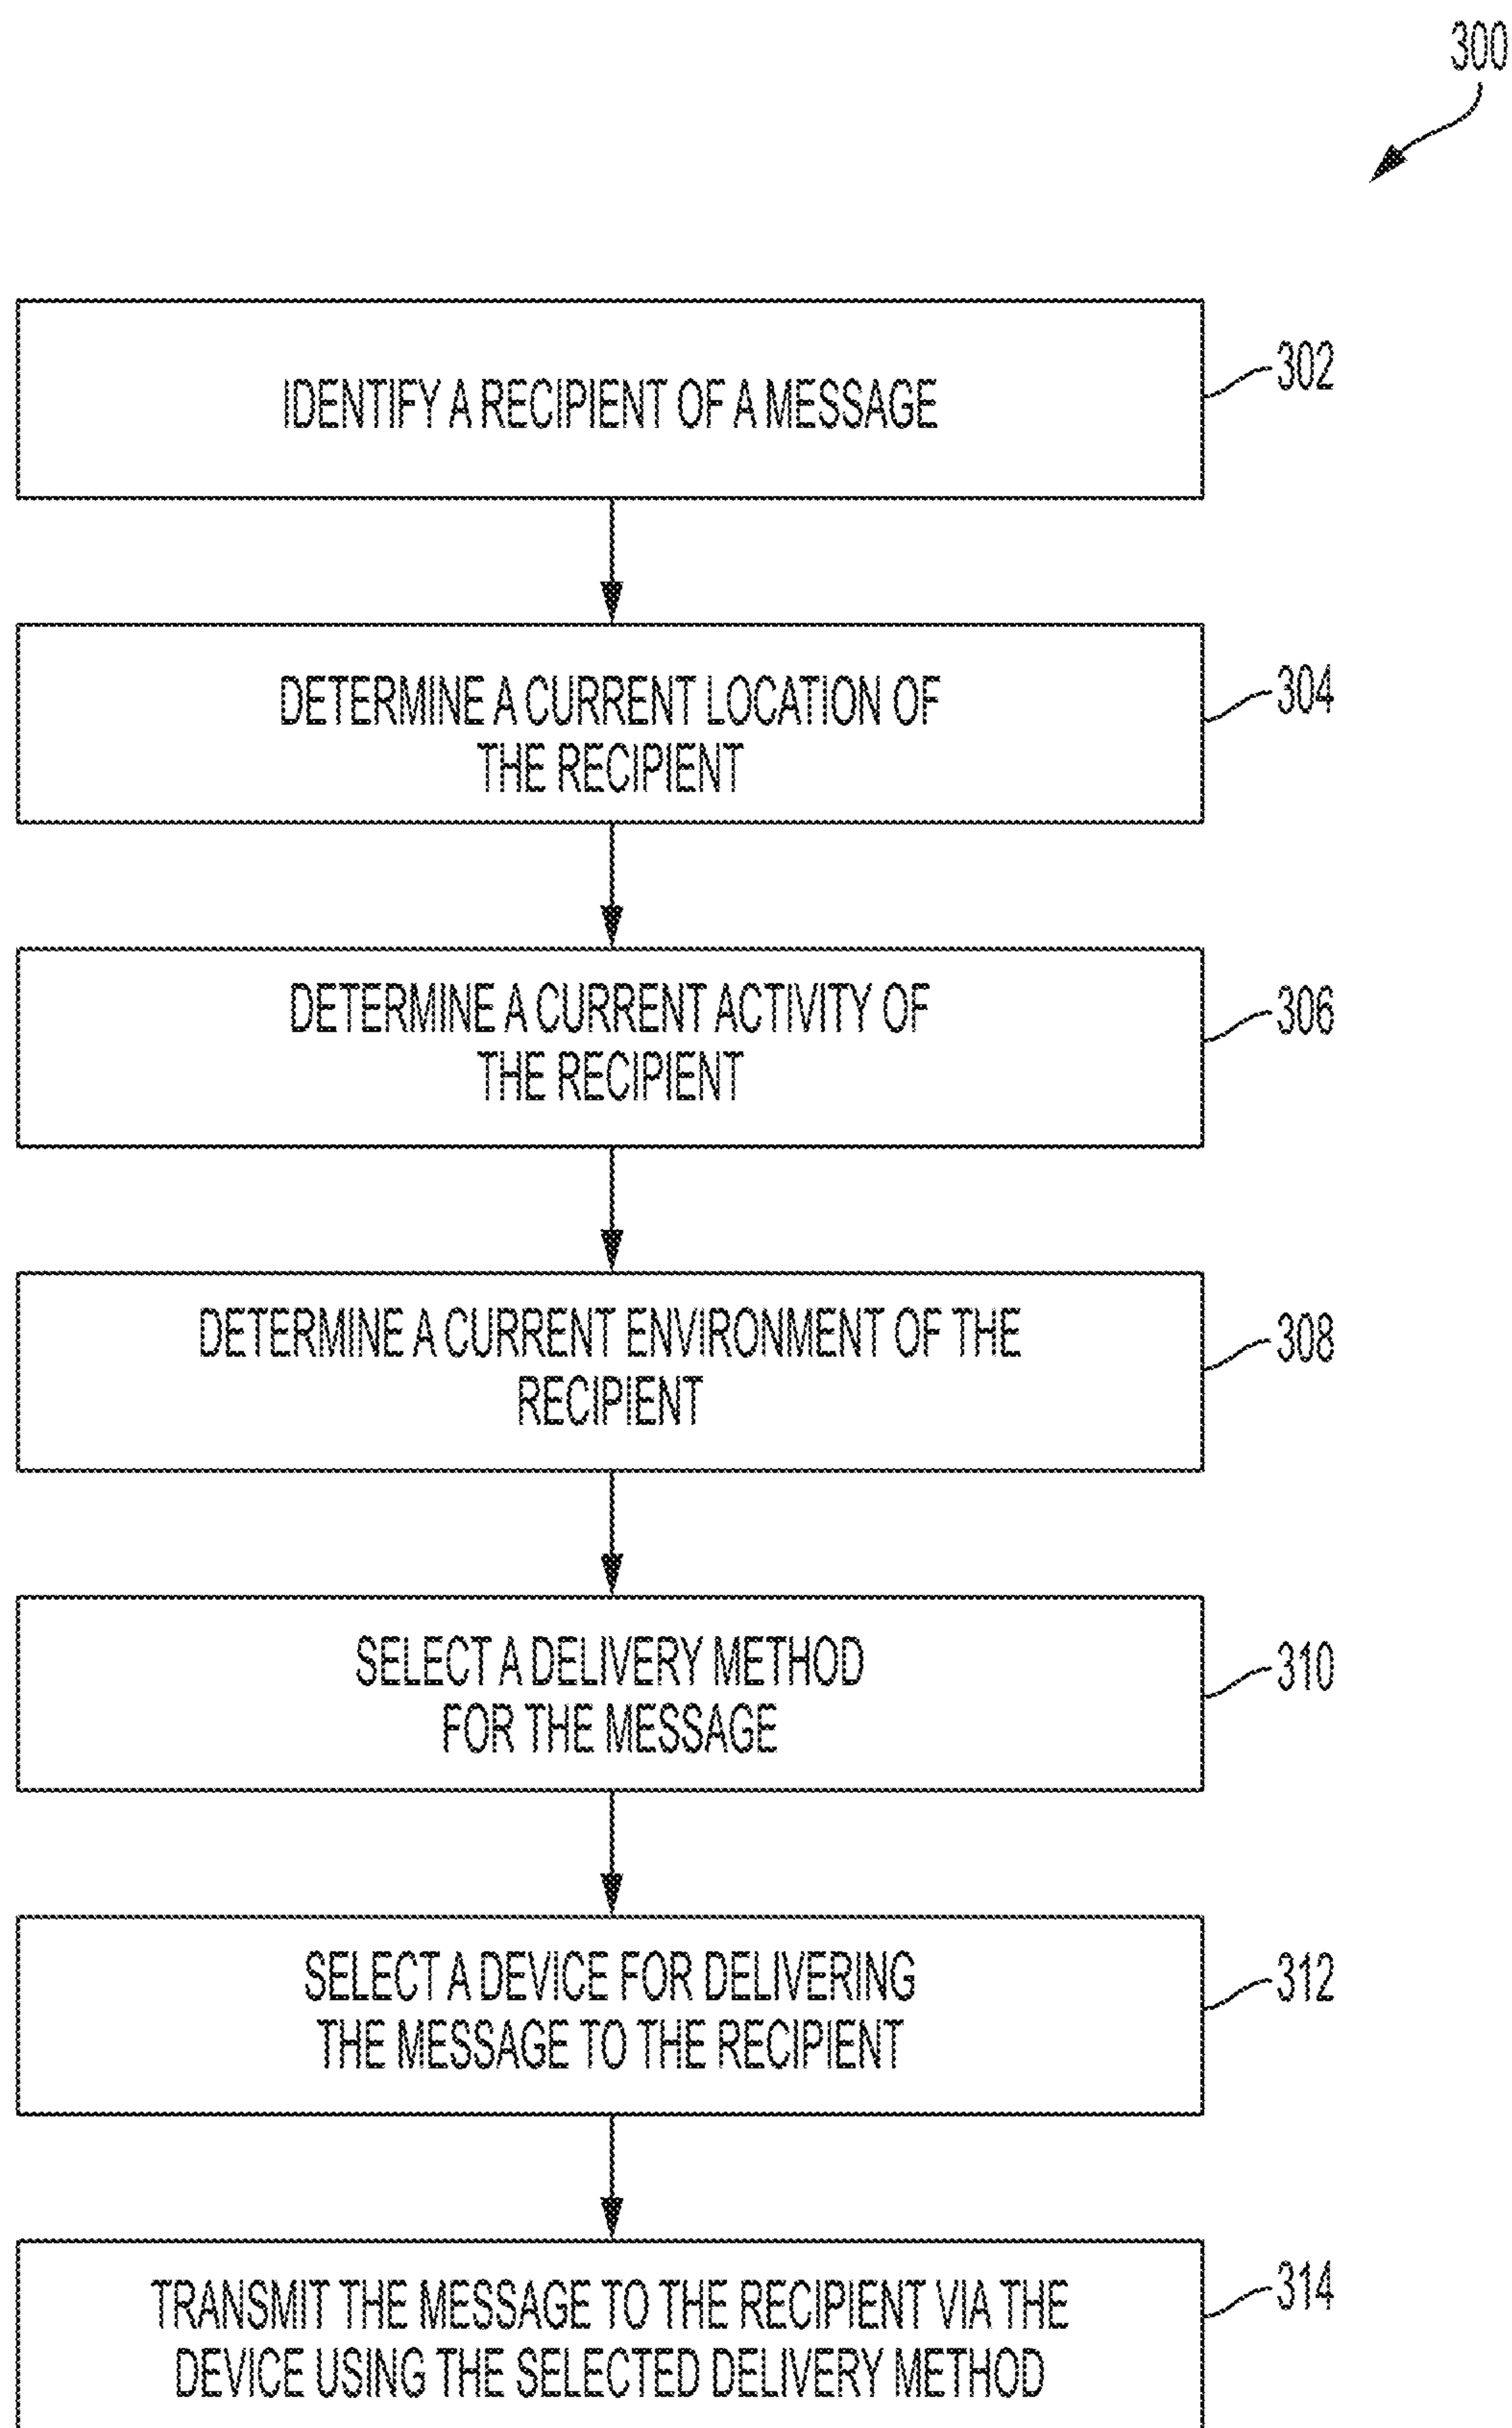 300
IDENTIFY A RECIPIENT OF A MESSAGE
302
DETERMINE A CURRENT LOCATION OF
THE RECIPIENT
304
DETERMINE A CURRENT ACTIVITY OF
THE RECIPIENT
306
DETERMINE A CURRENT ENVIRONMENT OF THE
RECIPIENT
308
SELECT A DELIVERY METHOD
FOR THE MESSAGE
310
SELECT A DEVICE FOR DELIVERING
THE MESSAGE TO THE RECIPIENT
312
TRANSMIT THE MESSAGE TO THE RECIPIENT VIA THE
DEVICE USING THE SELECTED DELIVERY METHOD
314